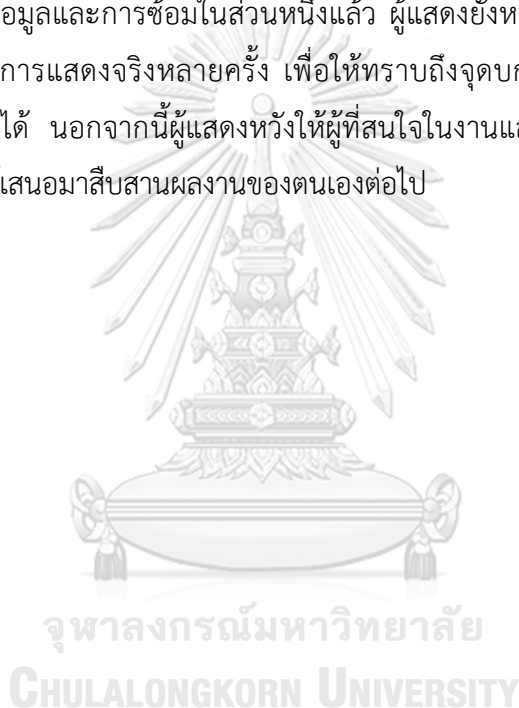 อมูลและการซ้อมในส่วนหนึ่งแล้ว ผู้แสดงยังห
การแสดงจริงหลายครั้ง เพื่อให้ทราบถึงจุดบก
ได้ นอกจากนี้ผู้แสดงหวังให้ผู้ที่สนใจในงานแล
เสนอมาสืบสานผลงานของตนเองต่อไป
จุฬาลงกรณ์มหาวิทยาลัย
CHULALONGKORN UNIVERSITY